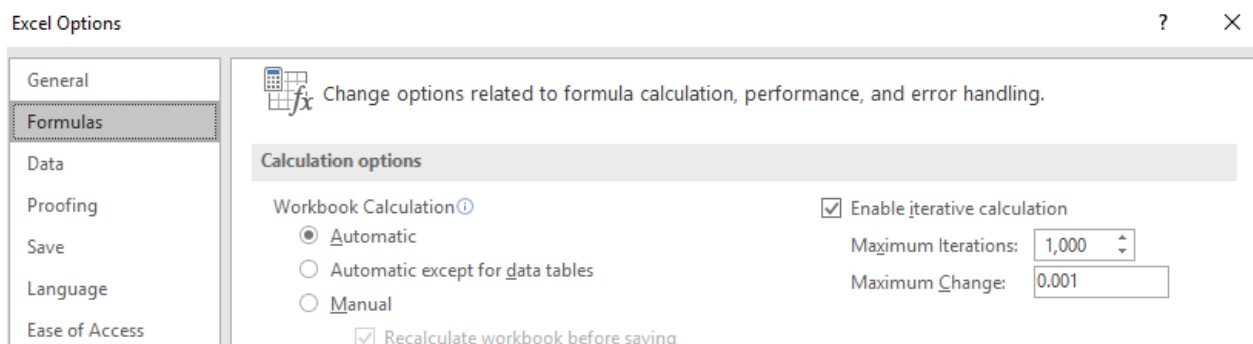 Excel Options
?
General
Formulas
Data
Proofing
Save
Language
Ease of Access
fx Change options related to formula calculation, performance, and error handling.
Calculation options
Workbook Calculation
Automatic
Automatic except for data tables
Manual
Recalculate workbook before saving
Enable iterative calculation
Maximum Iterations: 1,000
Maximum Change: 0.001